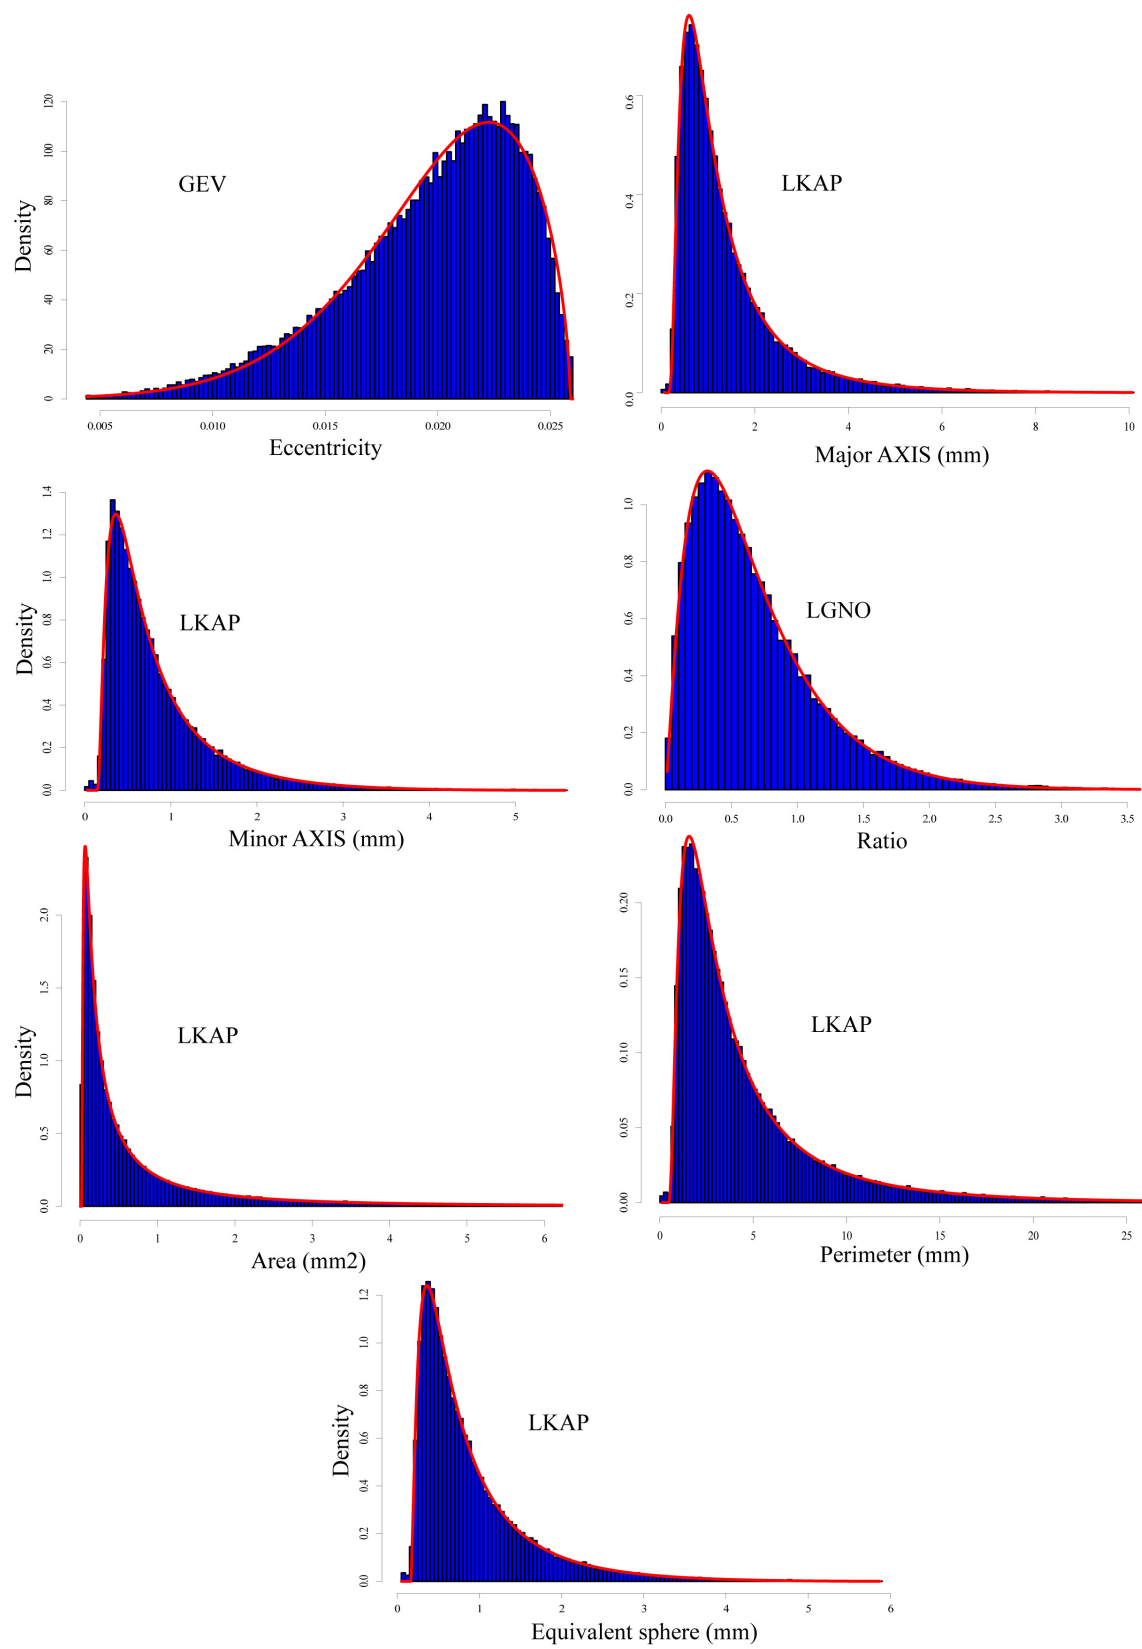 Density
120
100
80
60
40
20
0
GEV
0.005 0.010 0.015 0.020 0.025
Eccentricity
0.6
0.4
0.2
0.0
LKAP
0 2 4 6 8 10
Major AXIS (mm)
Density
1.4
1.2
1.0
0.8
0.6
0.4
0.2
0.0
LKAP
0 1 2 3 4 5
Minor AXIS (mm)
1.0
0.8
0.6
0.4
0.2
0.0
LGNO
0.0 0.5 1.0 1.5 2.0 2.5 3.0 3.5
Ratio
Density
2.0
1.5
1.0
0.5
0.0
LKAP
0 1 2 3 4 5 6
Area (mm2)
0.20
0.15
0.10
0.05
0.00
LKAP
0 5 10 15 20 25
Perimeter (mm)
Density
1.2
1.0
0.8
0.6
0.4
0.2
0.0
LKAP
0 1 2 3 4 5 6
Equivalent sphere (mm)